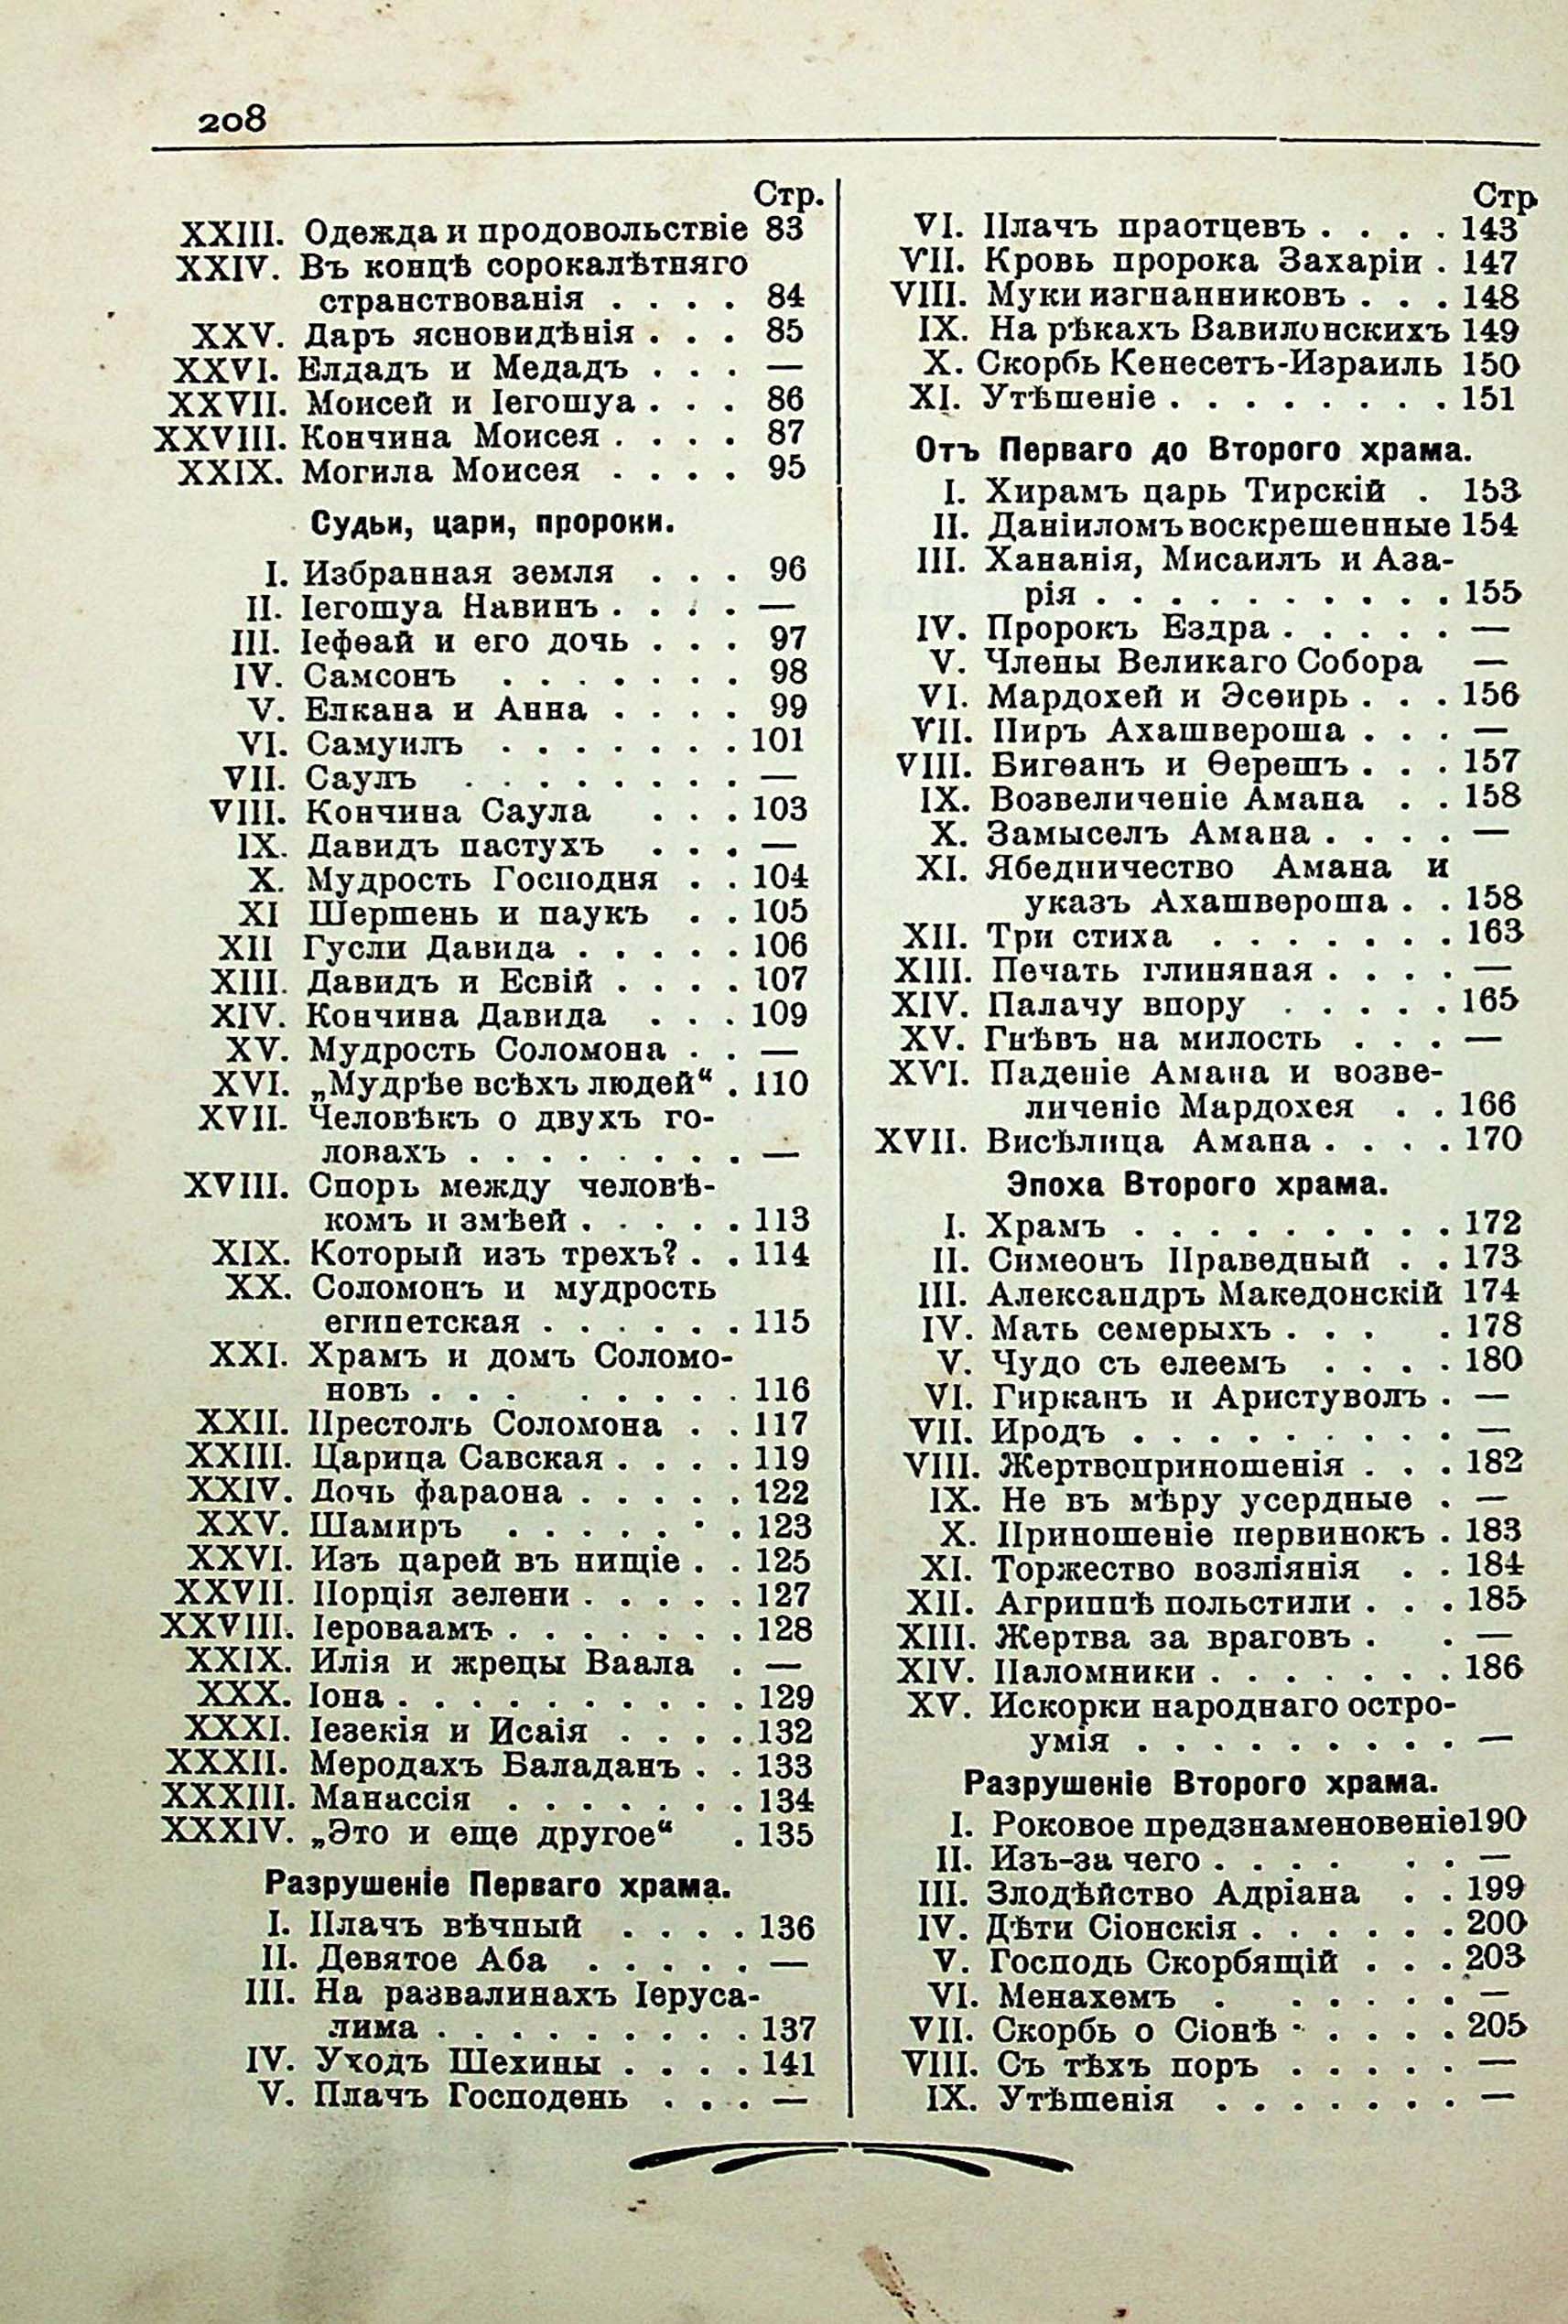 208
Стр.
XXIII. Одежда и продовольствіе 83
XXIV. Въ концѣ сорокалѣтняго
странствованія . . . . 84
XXV. Даръ ясновидѣнія . . . 85
XXVI. Елдадъ и Медадъ . . . —
XXVII. Моисей и Іегошуа . . . 86
XXVIII. Кончина Моисея . . . . 87
XXIX. Могила Моисея . . . . 95
Судьи, цари, пророки.
I. Избранная земля . . . 96
II. Іегошуа Навинъ . . . . —
III. Іефѳай и его дочь . . . 97
IV. Самсонъ . . . . . . . 98
V. Елкана и Анна . . . . 99
VI. Самуилъ . . . . . . . 101
VII. Саулъ . . . . . . . . —
VIII. Кончина Саула . . . 103
IX. Давидъ пастухъ . . . —
X. Мудрость Господня . . 104
XI Шершень и паукъ . . 105
XII Гусли Давида . . . . . 106
XIII. Давидъ и Есвій . . . . 107
XIV. Кончина Давида . . . 109
XV. Мудрость Соломона . . —
XVI. „Мудрѣе всѣхъ людей“ . 110
XVII. Человѣкъ о двухъ го-
ловахъ . . . . . . . . —
XVIII. Споръ между человѣ-
комъ и змѣей . . . . . 113
XIX. Который изъ трехъ? . . 114
XX. Соломонъ и мудрость
египетская . . . . . . 115
XXI. Храмъ и домъ Соломо-
новъ . . . . . . . . 116
XXII. Престолъ Соломона . . 117
XXIII. Царица Савская . . . . 119
XXIV. Дочь фараона . . . . . 122
XXV. Шамиръ . . . . . . . 123
XXVI. Изъ царей въ нищіе . . 125
XXVII. Порція зелени . . . . . 127
XXVIII. Іероваамъ . . . . . . . 128
XXIX. Илія и жрецы Ваала . —
XXX. Іона . . . . . . . . . . 129
XXXI. Іезекія и Исаія . . . . 132
XXXII. Меродахъ Баладанъ . . 133
XXXIII. Манассія . . . . . . . 134
XXXIV. „Это и еще другое“ . 135
Разрушеніе Перваго храма.
I. Плачъ вѣчный . . . . 136
II. Девятое Аба . . . . . —
III. На развалинахъ Іеруса-
лима . . . . . . . . . 137
IV. Уходъ Шехины . . . . 141
V. Плачъ Господень . . . —
Стр
VI. Плачъ праотцевъ . . . . 143
VII. Кровь пророка Захаріи . 147
VIII. Муки изгнанниковъ . . . 148
IX. На рѣкахъ Вавилонскихъ 149
X. Скорбь Кенесетъ-Израиль 150
XI. Утѣшеніе . . . . . . . . 151
Отъ Перваго до Второго храма.
I. Хирамъ царь Тирскій . 153
II. Даніиломъ воскрешенные 154
III. Хананія, Мисаилъ и Аза-
рія . . . . . . . . . . 155
IV. Пророкъ Ездра . . . . . —
V. Члены Великаго Собора —
VI. Мардохей и Эсѳирь . . . 156
VII. Пиръ Ахашвероша . . . —
VIII. Бигѳанъ и Ѳерешъ . . . 157
IX. Возвеличеніе Амана . . 158
X. Замыселъ Амана . . . . —
XI. Ябедничество Амана и
указъ Ахашвероша . . 158
XII. Три стиха . . . . . . . 163
XIII. Печать глиняная . . . . —
XIV. Палачу впору . . . . . 165
XV. Гнѣвъ на милость . . . —
XVI. Паденіе Амана и возве-
личеніе Мардохея . . 166
XVII. Висѣлица Амана . . . . 170
Эпоха Второго храма.
I. Храмъ . . . . . . . . . 172
II. Симеонъ Праведный . . 173
III. Александръ Македонскій 174
IV. Мать семерыхъ . . . . 178
V. Чудо съ елеемъ . . . . 180
VI. Гирканъ и Аристуволъ . —
VII. Иродъ . . . . . . . . . —
VIII. Жертвоприношенія . . . 182
IX. Не въ мѣру усердные . —
X. Приношеніе первинокъ . 183
XI. Торжество возліянія . . 184
XII. Агриппѣ польстили . . . 185
XIII. Жертва за враговъ . . —
XIV. Паломники . . . . . . . 186
XV. Искорки народнаго остро-
умія . . . . . . . . . —
Разрушеніе Второго храма.
I. Роковое предзнаменовеніе 190
II. Изъ-за чего . . . . . . —
III. Злодѣйство Адріана . . 199
IV. Дѣти Сіонскія . . . . . . 200
V. Господь Скорбящій . . . 203
VI. Менахемъ . . . . . . —
VII. Скорбь о Сіонѣ . . . . . 205
VIII. Съ тѣхъ поръ . . . . . —
IX. Утѣшенія . . . . . . . —